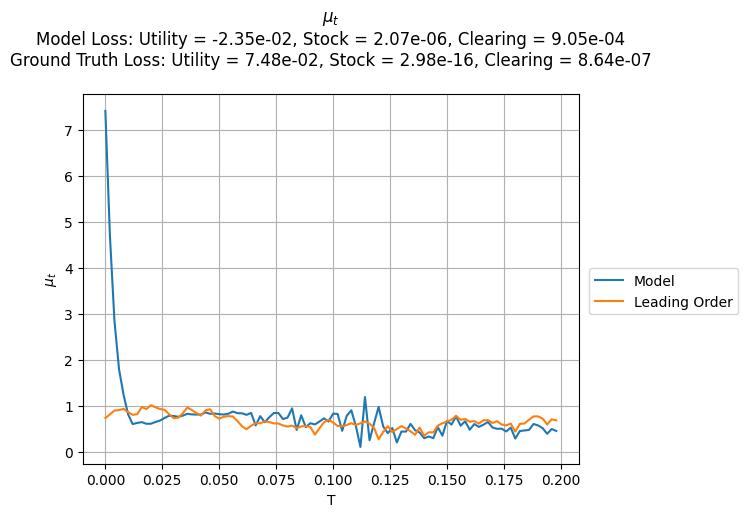 μt
Model Loss: Utility = -2.35e-02, Stock = 2.07e-06, Clearing = 9.05e-04
Ground Truth Loss: Utility = 7.48e-02, Stock = 2.98e-16, Clearing = 8.64e-07
7
6
5
4
3
2
1
0
μt
0.000 0.025 0.050 0.075 0.100 0.125 0.150 0.175 0.200
T
Model
Leading Order